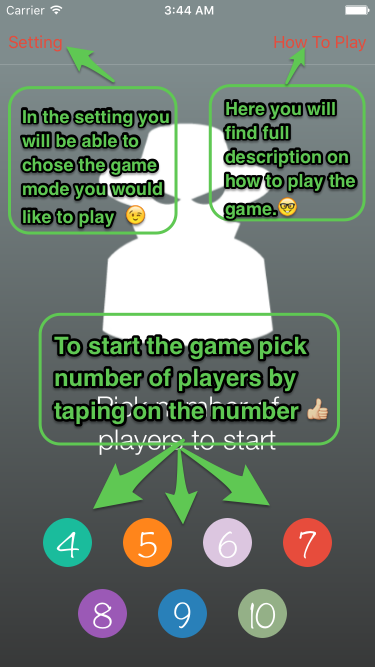 Carrier 3:44 AM
Setting How To Play
In the setting you
will be able to
chose the game
mode you would
like to play 😉
Here you will
find full
description on
how to play the
game.🤓
To start the game pick
number of players by
taping on the number 👍🏼
Pick number of
players to start
4 5 6 7
8 9 10